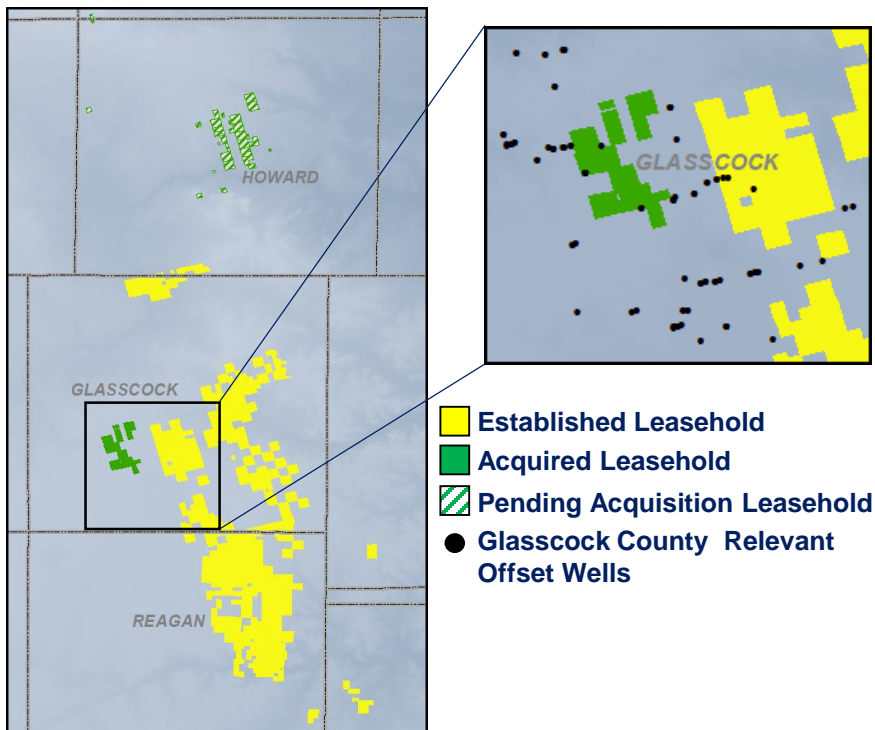 HOWARD
GLASSCOCK
REAGAN
GLASSCOCK
Established Leasehold
Acquired Leasehold
Pending Acquisition Leasehold
Glasscock County Relevant
Offset Wells